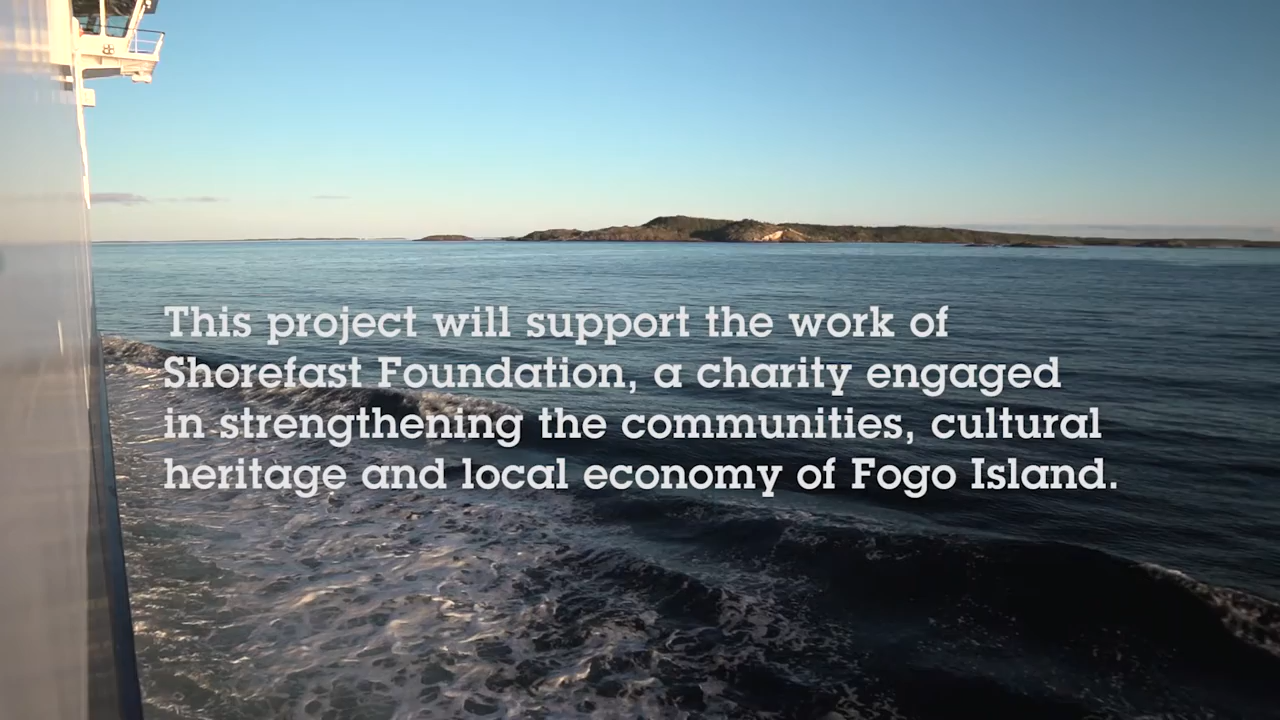 This project will support the work of
Shorefast Foundation, a charity engaged
in strengthening the communities, cultural
heritage and local economy of Fogo Island.